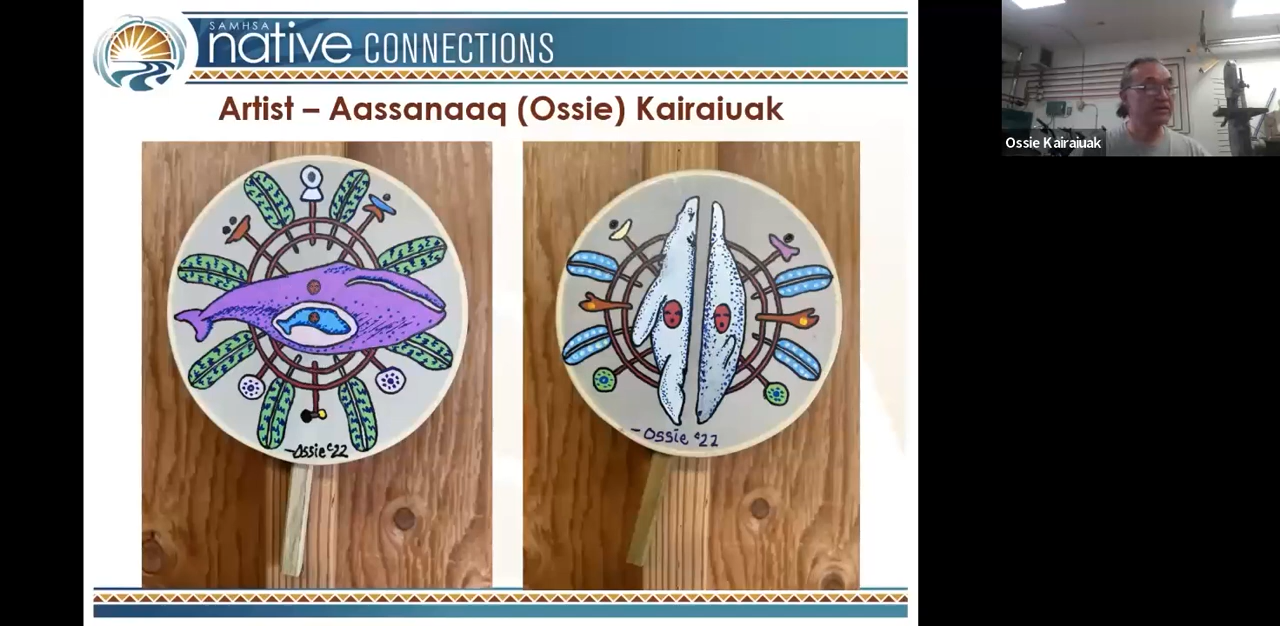 SAMHSA
native CONNECTIONS
Artist – Aassanaaq (Ossie) Kairaiuak
-Ossie '22
-Ossie '22
Ossie Kairaiuak